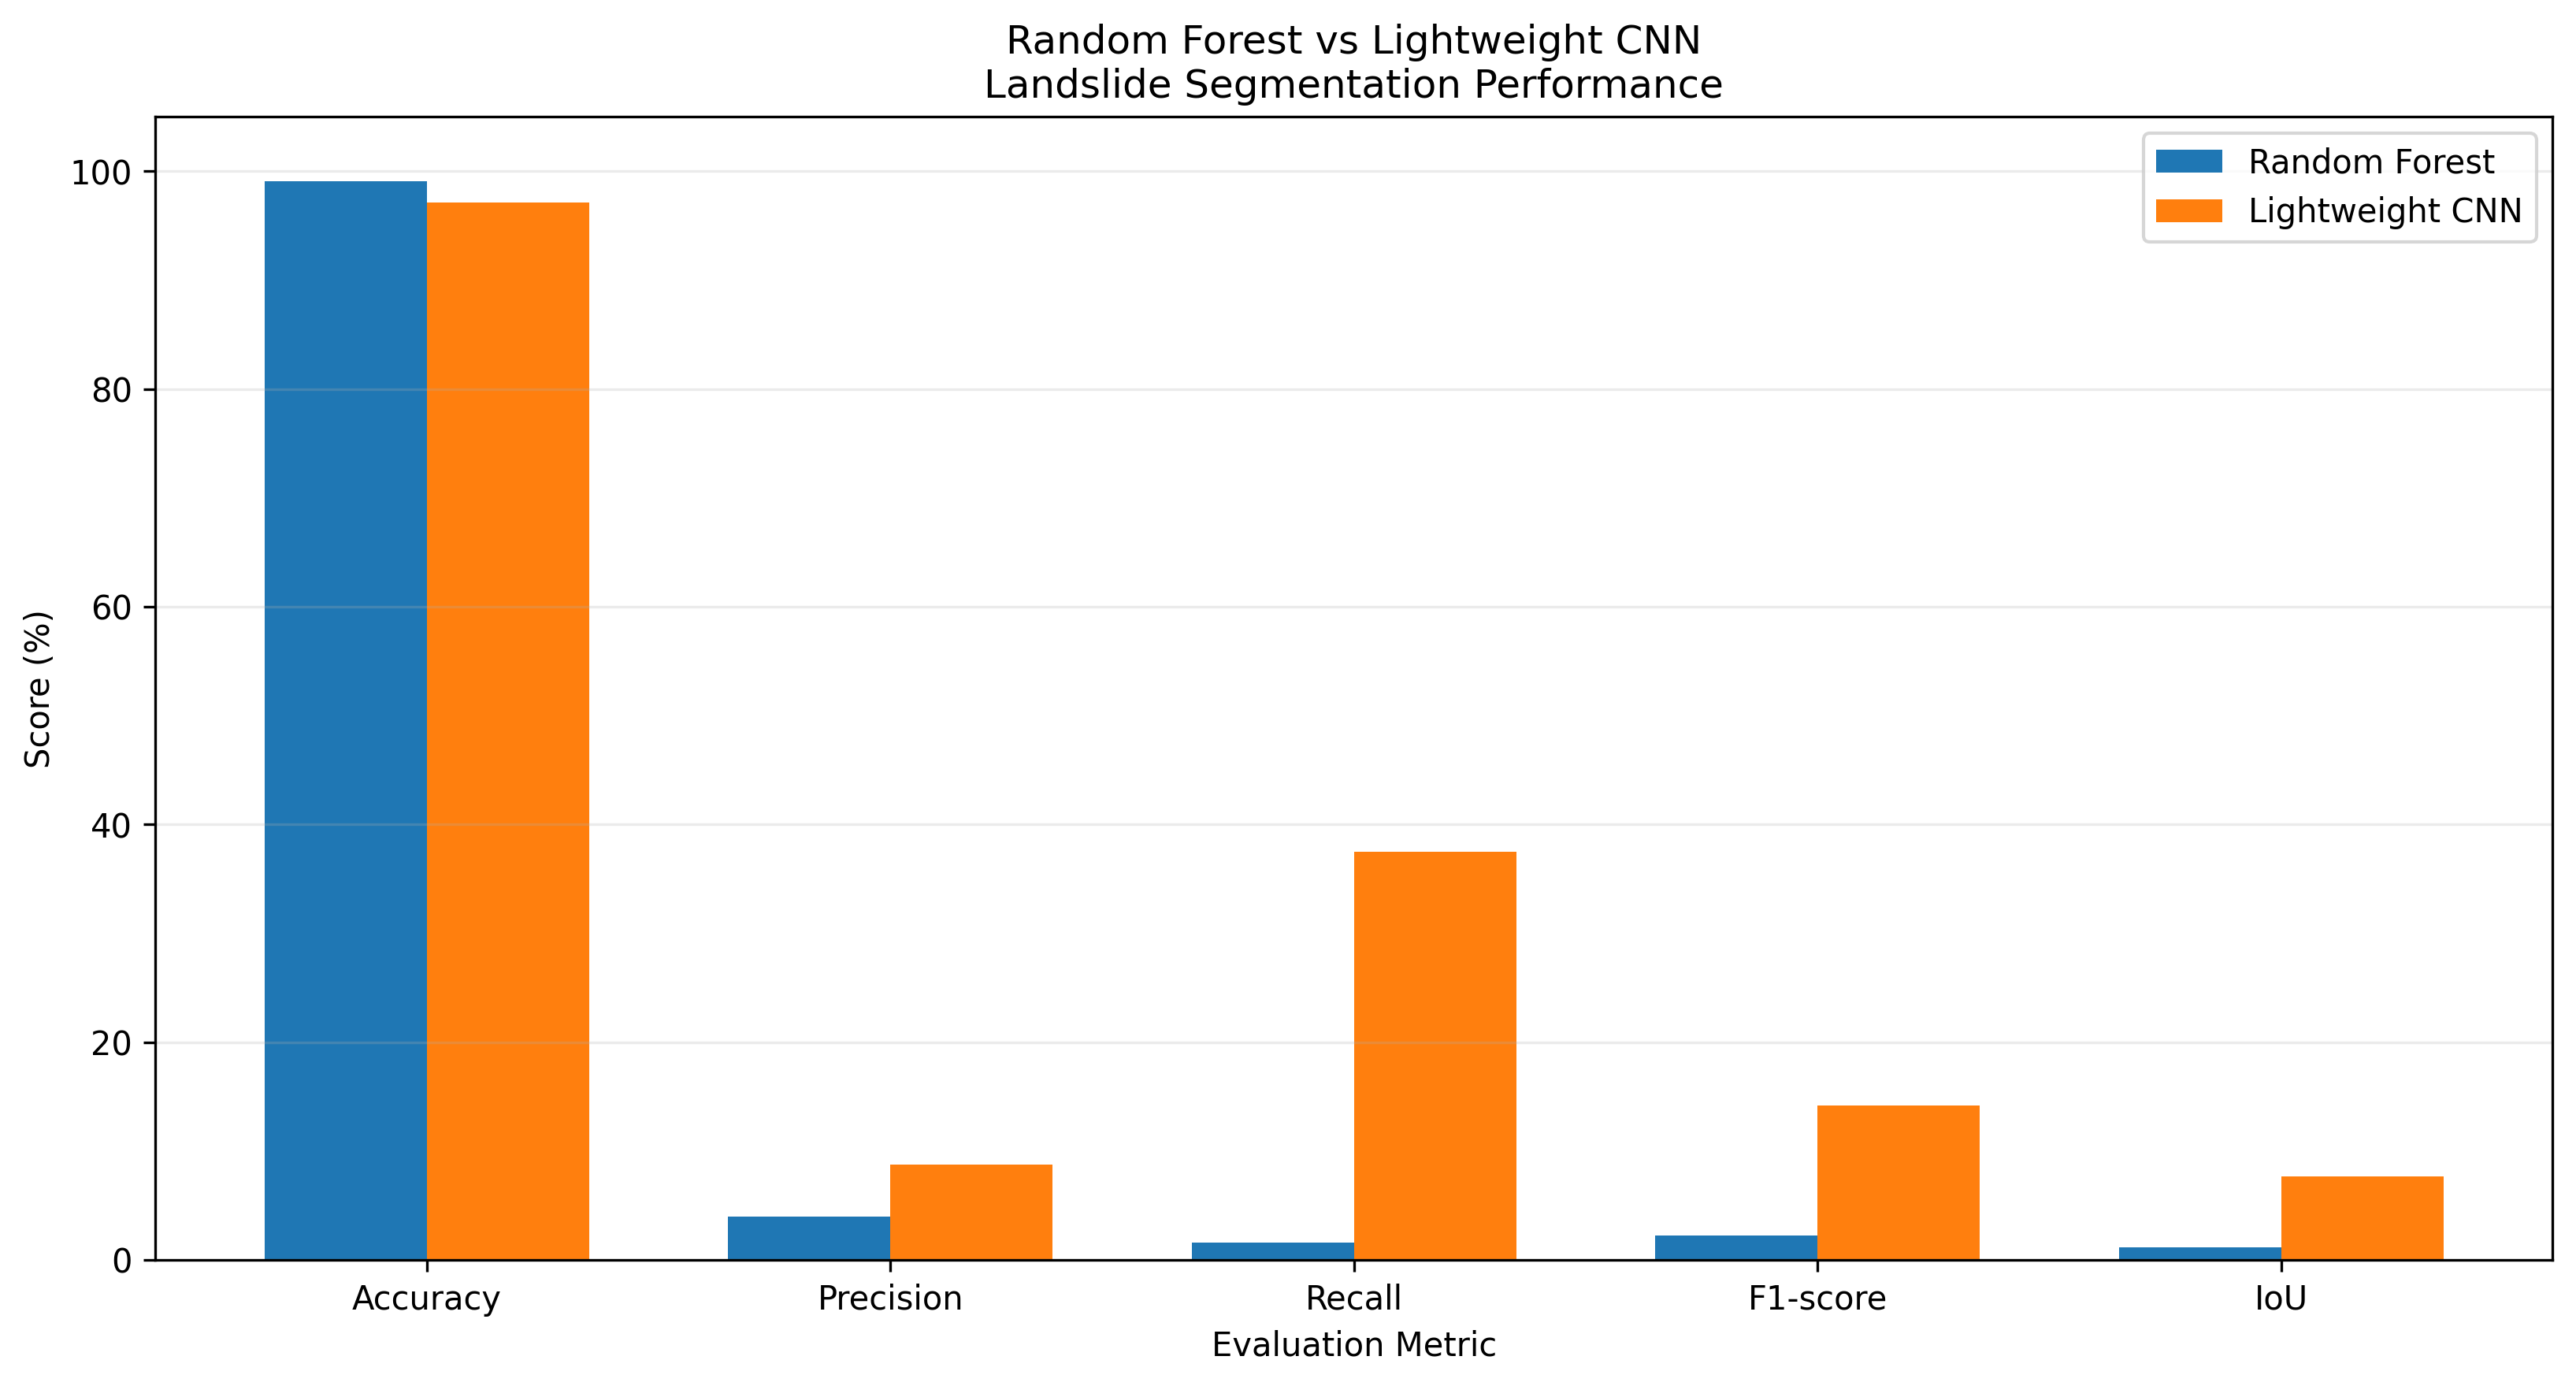 Random Forest vs Lightweight CNN
Landslide Segmentation Performance
Random Forest
Lightweight CNN
Score (%)
100
80
60
40
20
0
Accuracy
Precision
Recall
F1-score
IoU
Evaluation Metric